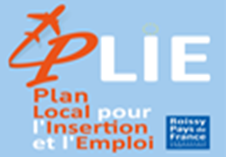 PLIE
Plan
Local pour
l'Insertion
et l'Emploi
Roissy
Pays de
France